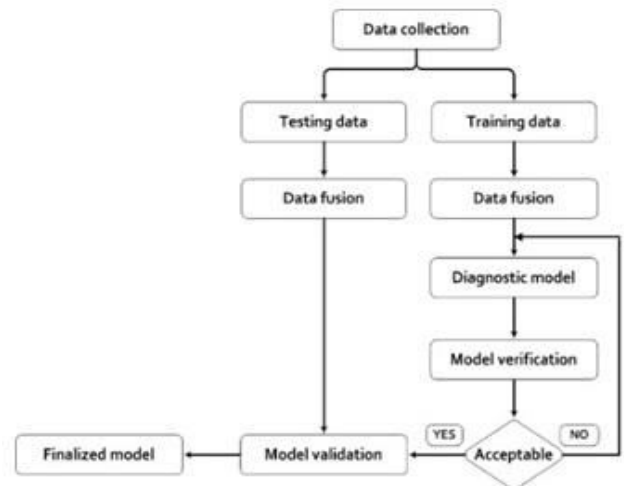 Data collection
Testing data
Training data
Data fusion
Data fusion
Diagnostic model
Model verification
YES
NO
Finalized model
Model validation
Acceptable